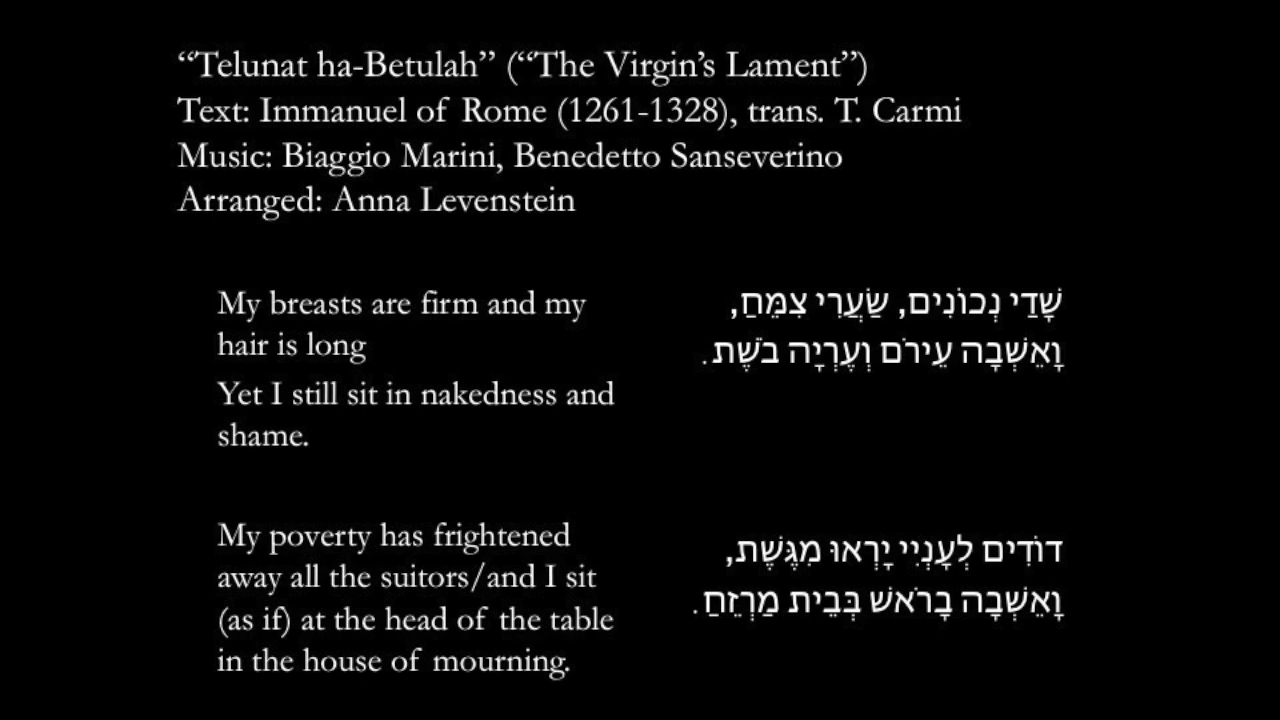 “Telunat ha-Betulah” (“The Virgin’s Lament”)
Text: Immanuel of Rome (1261-1328), trans. T. Carmi
Music: Biaggio Marini, Benedetto Sanseverino
Arranged: Anna Levenstein
My breasts are firm and my
hair is long
Yet I still sit in nakedness and
shame.
שָׁדַי נְכוֹנִים, שַׂעֲרִי צִמֵּחַ,
וָאֵשְׁבָה עֵירֹם וְעֶרְיָה בֹשֶׁת.
My poverty has frightened
away all the suitors/and I sit
(as if) at the head of the table
in the house of mourning.
דוֹדִים לְעָנְיִי יָרְאוּ מִגֶּשֶׁת,
וָאֵשְׁבָה בָרֹאשׁ בְּבֵית מַרְזֵחַ.